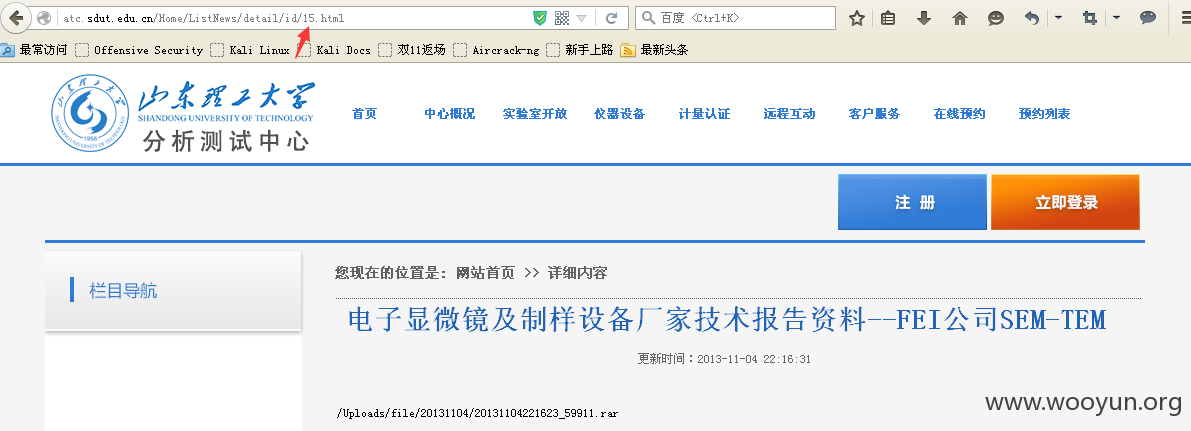 atc.sdut.edu.cn/Home/ListNews/detail/id/15.html
百度 <Ctrl+K>
最常访问 Offensive Security Kali Linux Kali Docs 双11返场 Aircrack-ng 新手上路 最新头条
山东理工大学
SHANDONG UNIVERSITY OF TECHNOLOGY
1956
分析测试中心
首页 中心概况 实验室开放 仪器设备 计量认证 远程互动 客户服务 在线预约 预约列表
注 册 立即登录
栏目导航
您现在的位置是: 网站首页 >> 详细内容
电子显微镜及制样设备厂家技术报告资料--FEI公司SEM-TEM
更新时间：2013-11-04 22:16:31
/Uploads/file/20131104/20131104221623_59911.rar
www.wooyun.org